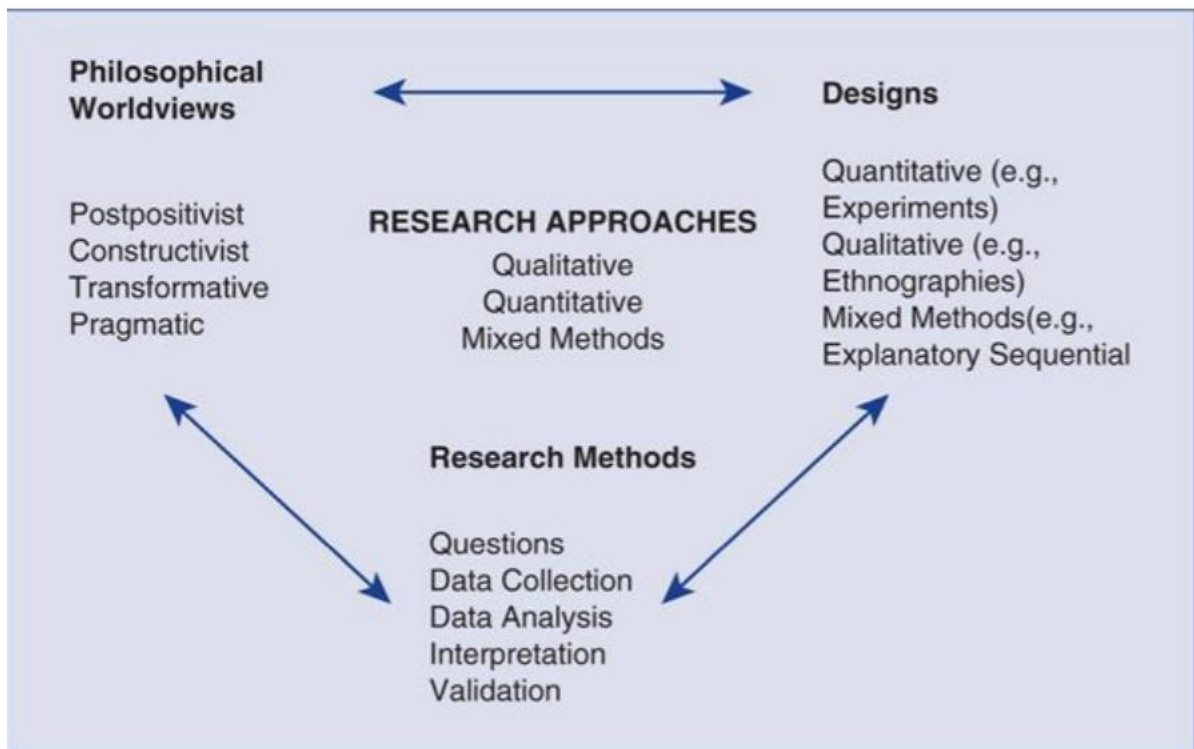 Philosophical
Worldviews
Postpositivist
Constructivist
Transformative
Pragmatic
RESEARCH APPROACHES
Qualitative
Quantitative
Mixed Methods
Designs
Quantitative (e.g.,
Experiments)
Qualitative (e.g.,
Ethnographies)
Mixed Methods(e.g.,
Explanatory Sequential
Research Methods
Questions
Data Collection
Data Analysis
Interpretation
Validation